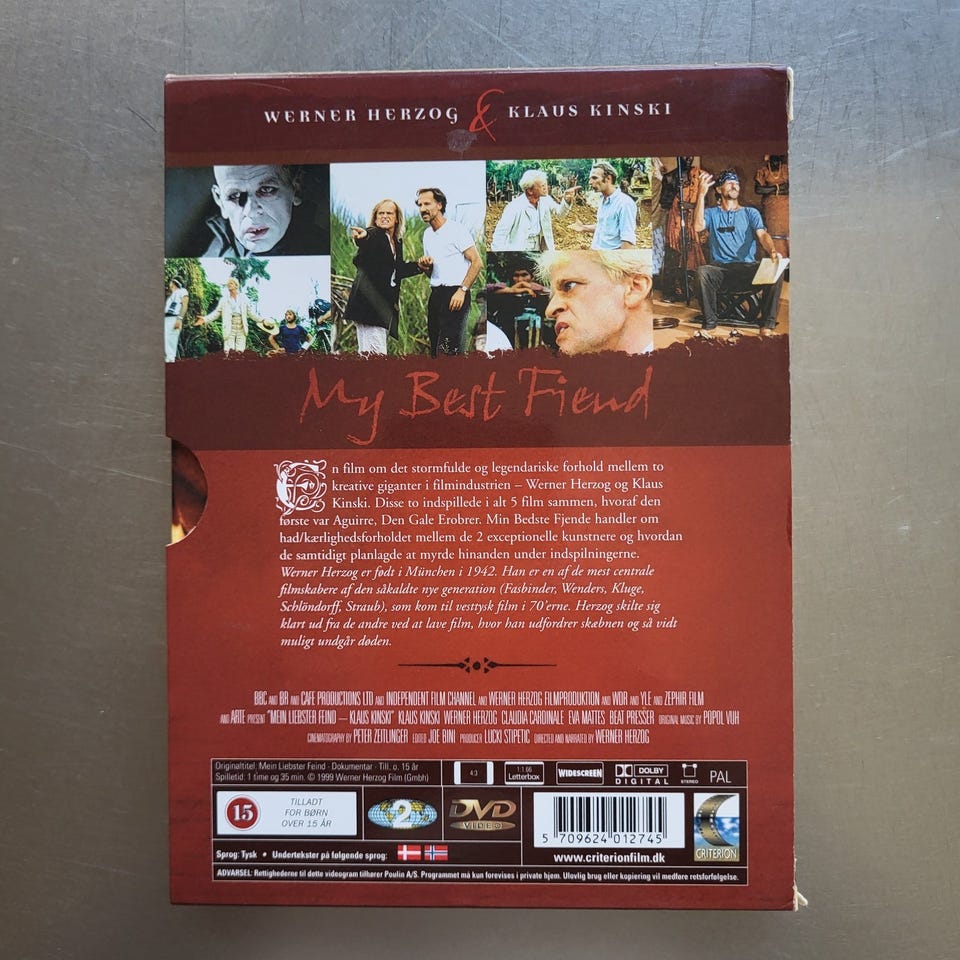 WERNER HERZOG & KLAUS KINSKI
My Best Fiend
En film om det stormfulde og legendariske forhold mellem to
kreative giganter i filmindustrien – Werner Herzog og Klaus
Kinski. Disse to indspillede i alt 5 film sammen, hvoraf den
første var Aguirre, Den Gale Erobrer. Min Bedste Fjende handler om
had/kærlighedsforholdet mellem de 2 exceptionelle kunstnere og hvordan
de samtidigt planlagde at myrde hinanden under indspilningerne.
Werner Herzog er født i München i 1942. Han er en af de mest centrale
filmskabere af den såkaldte nye generation (Fasbinder, Wenders, Kluge,
Schlöndorff, Straub), som kom til vesttysk film i 70'erne. Herzog skilte sig
klart ud fra de andre ved at lave film, hvor han udfordrer skæbnen og så vidt
muligt undgår døden.
BBC AND BR AND CAFE PRODUCTIONS LTD AND INDEPENDENT FILM CHANNEL AND WERNER HERZOG FILMPRODUKTION AND WDR AND YLE AND ZEPHIR FILM
AND ARTE PRESENT "MEIN LIEBSTER FEIND – KLAUS KINSKI" KLAUS KINSKI WERNER HERZOG CLAUDIA CARDINALE EVA MATTES BEAT PRESSER ORIGINAL MUSIC BY POPOL VUH
CINEMATOGRAPHY BY PETER ZEITLINGER EDITED JOE BINI PRODUCER LUCKI STIPETIC DIRECTED AND NARRATED BY WERNER HERZOG
Originaltitel: Mein Liebster Feind · Dokumentar · Till. o. 15 år
Spilletid: 1 time og 35 min. © 1999 Werner Herzog Film (Gmbh)
4:3
1:1.66
Letterbox
WIDESCREEN
DOLBY
DIGITAL
STEREO
PAL
15
TILLADT
FOR BØRN
OVER 15 ÅR
2
DVD
VIDEO
5 709624 012745
www.criterionfilm.dk
CRITERION
Sprog: Tysk • Undertekster på følgende sprog:
ADVARSEL: Rettighederne til dette videogram tilhører Poulin A/S. Programmet må kun forevises i private hjem. Ulovlig brug eller kopiering vil medføre retsforfølgelse.